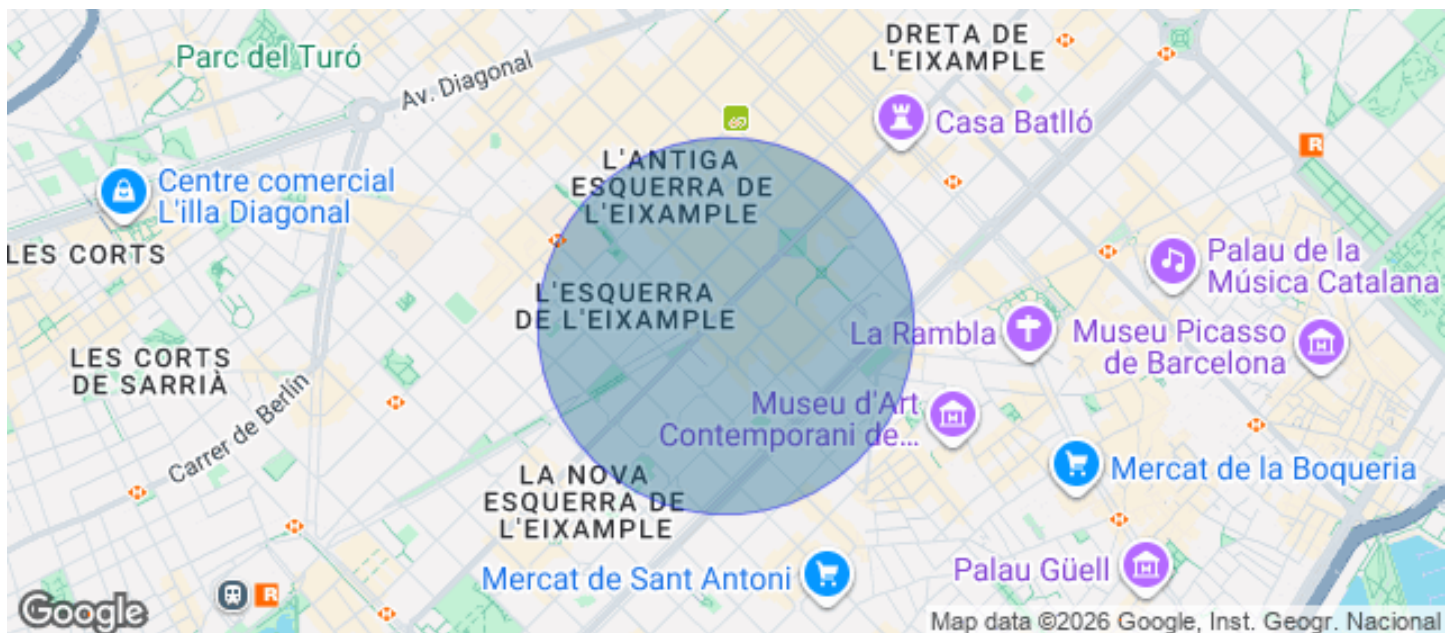 DRETA DE
L'EIXAMPLE
Parc del Turó
Av. Diagonal
Casa Batlló
L'ANTIGA
ESQUERRA DE
L'EIXAMPLE
Centre comercial
L'illa Diagonal
R
LES CORTS
Palau de la
Música Catalana
L'ESQUERRA
DE L'EIXAMPLE
La Rambla
Museu Picasso
de Barcelona
LES CORTS
DE SARRIÀ
Carrer de Berlín
Museu d'Art
Contemporani de...
Mercat de la Boqueria
LA NOVA
ESQUERRA DE
L'EIXAMPLE
Mercat de Sant Antoni
Palau Güell
R
Google
Map data ©2026 Google, Inst. Geogr. Nacional